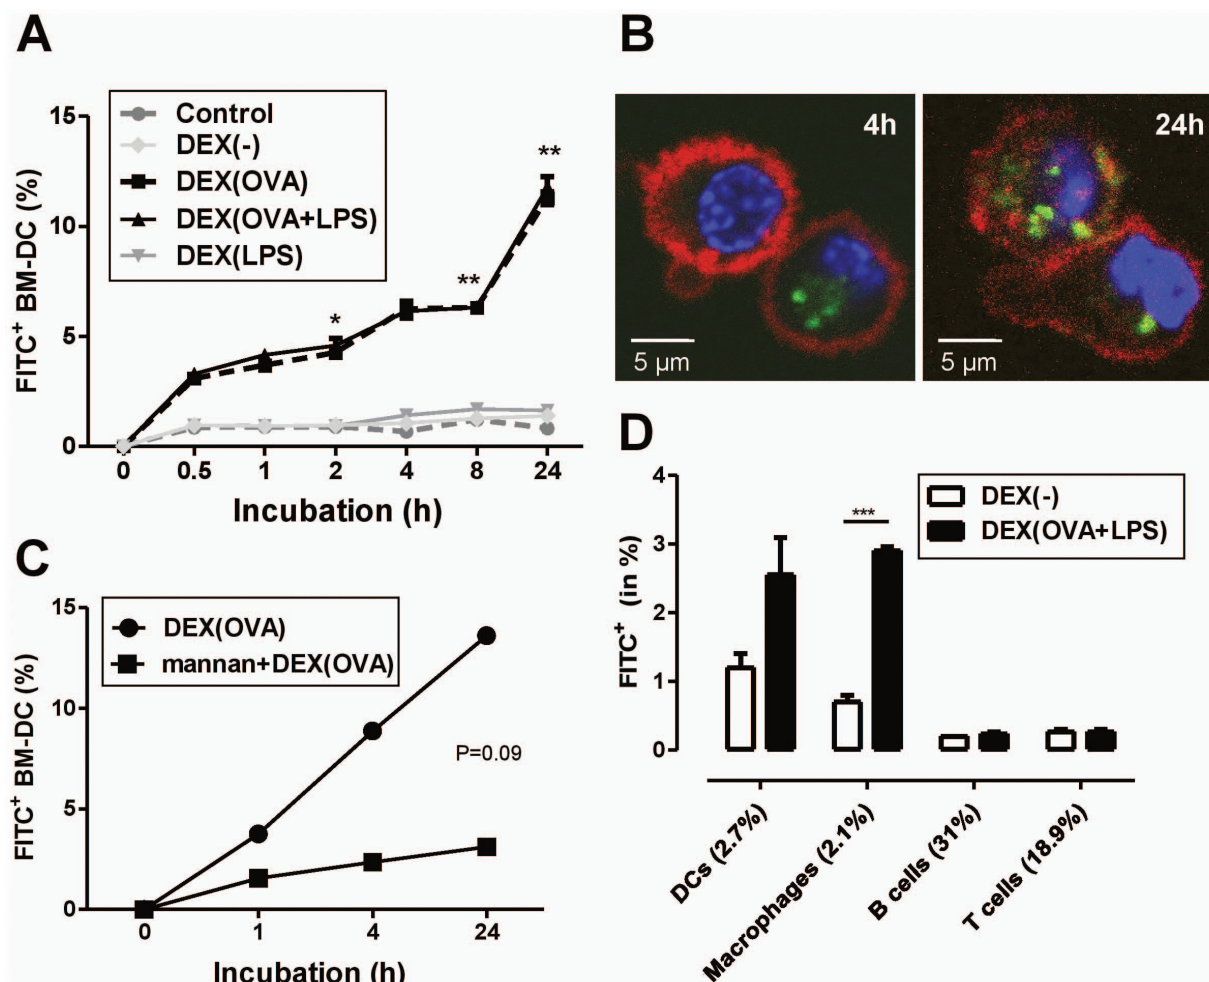 A
Control
DEX(-)
DEX(OVA)
DEX(OVA+LPS)
DEX(LPS)
FITC+ BM-DC (%)
15
10
5
0
*
**
**
0 0.5 1 2 4 8 24
Incubation (h)
B
4h
5 µm
24h
5 µm
C
DEX(OVA)
mannan+DEX(OVA)
FITC+ BM-DC (%)
15
10
5
0
P=0.09
0 1 4 24
Incubation (h)
D
DEX(-)
DEX(OVA+LPS)
FITC+ (in %)
4
3
2
1
0
***
DCs (2.7%)
Macrophages (2.1%)
B cells (31%)
T cells (18.9%)